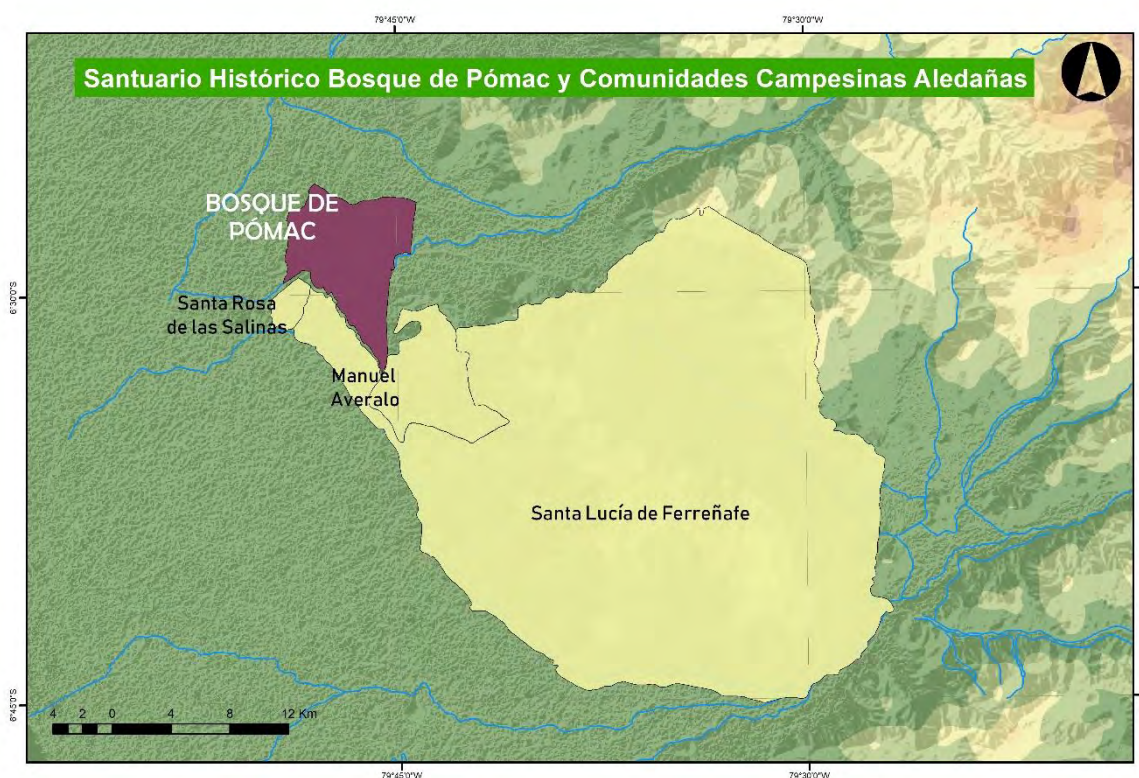 79°45'0"W
79°30'0"W
Santuario Histórico Bosque de Pómac y Comunidades Campesinas Aledañas
BOSQUE DE
PÓMAC
6°30'0"S
Santa Rosa
de las Salinas
Manuel
Averalo
Santa Lucía de Ferreñafe
6°45'0"S
4 2 0 4 8 12 Km
79°45'0"W
79°30'0"W